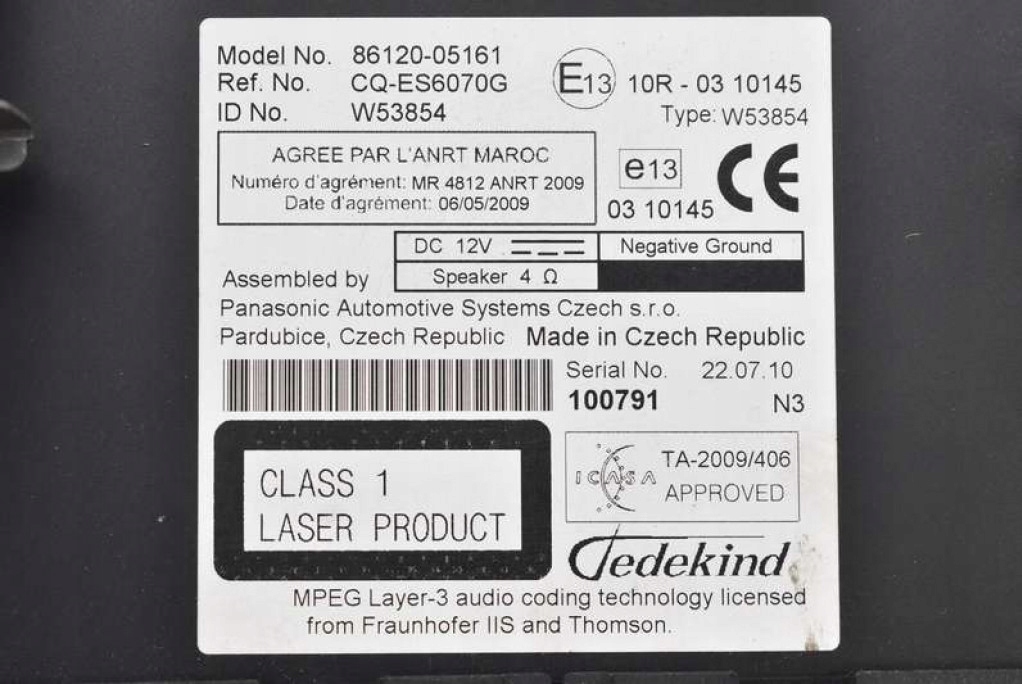 Model No. 86120-05161
Ref. No. CQ-ES6070G
ID No. W53854
E13 10R - 03 10145
Type: W53854
AGREE PAR L'ANRT MAROC
Numéro d'agrément: MR 4812 ANRT 2009
Date d'agrément: 06/05/2009
e13
03 10145
CE
DC 12V
Negative Ground
Speaker 4 Ω
Assembled by
Panasonic Automotive Systems Czech s.r.o.
Pardubice, Czech Republic Made in Czech Republic
Serial No. 22.07.10
100791 N3
CLASS 1
LASER PRODUCT
ICASA TA-2009/406
APPROVED
Tedekind
MPEG Layer-3 audio coding technology licensed
from Fraunhofer IIS and Thomson.